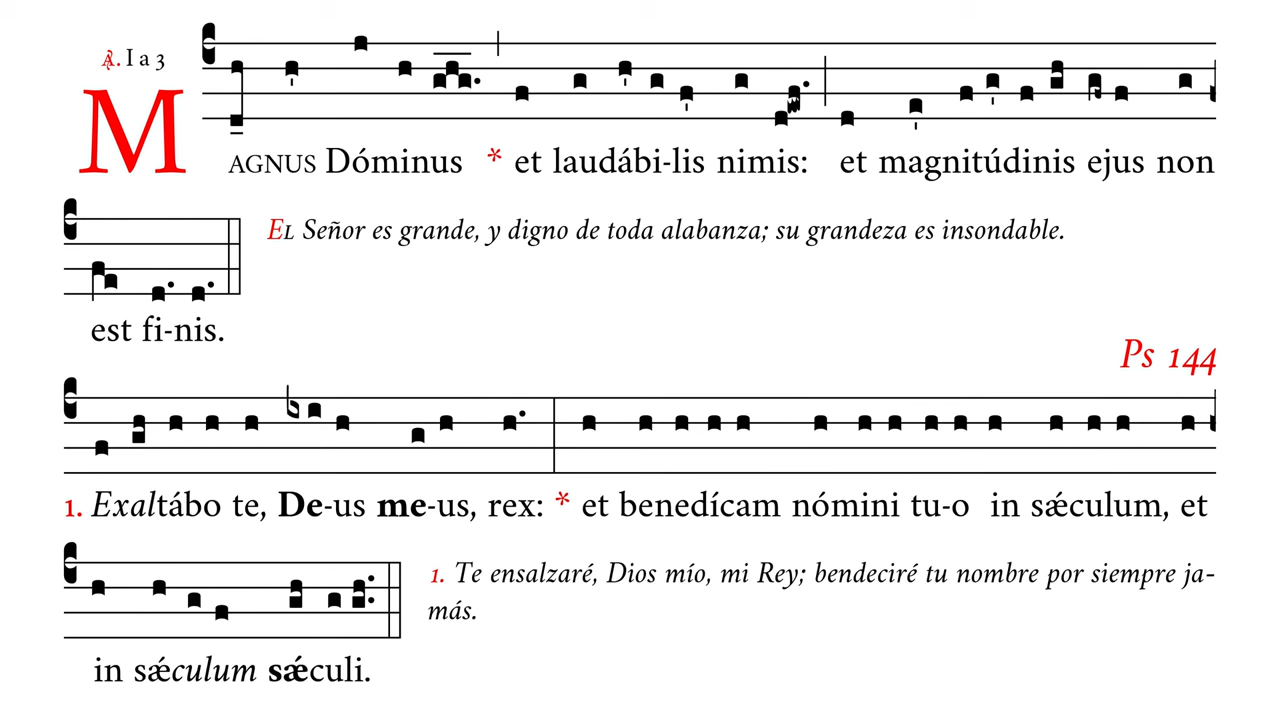 ℟. I a 3
MAGNUS Dóminus * et laudábi-lis nimis: et magnitúdinis ejus non
EL Señor es grande, y digno de toda alabanza; su grandeza es insondable.
est fi-nis.
Ps 144
1. Exaltábo te, De-us me-us, rex: * et benedícam nómini tu-o in sǽculum, et
1. Te ensalzaré, Dios mío, mi Rey; bendeciré tu nombre por siempre ja-
más.
in sǽculum sǽculi.